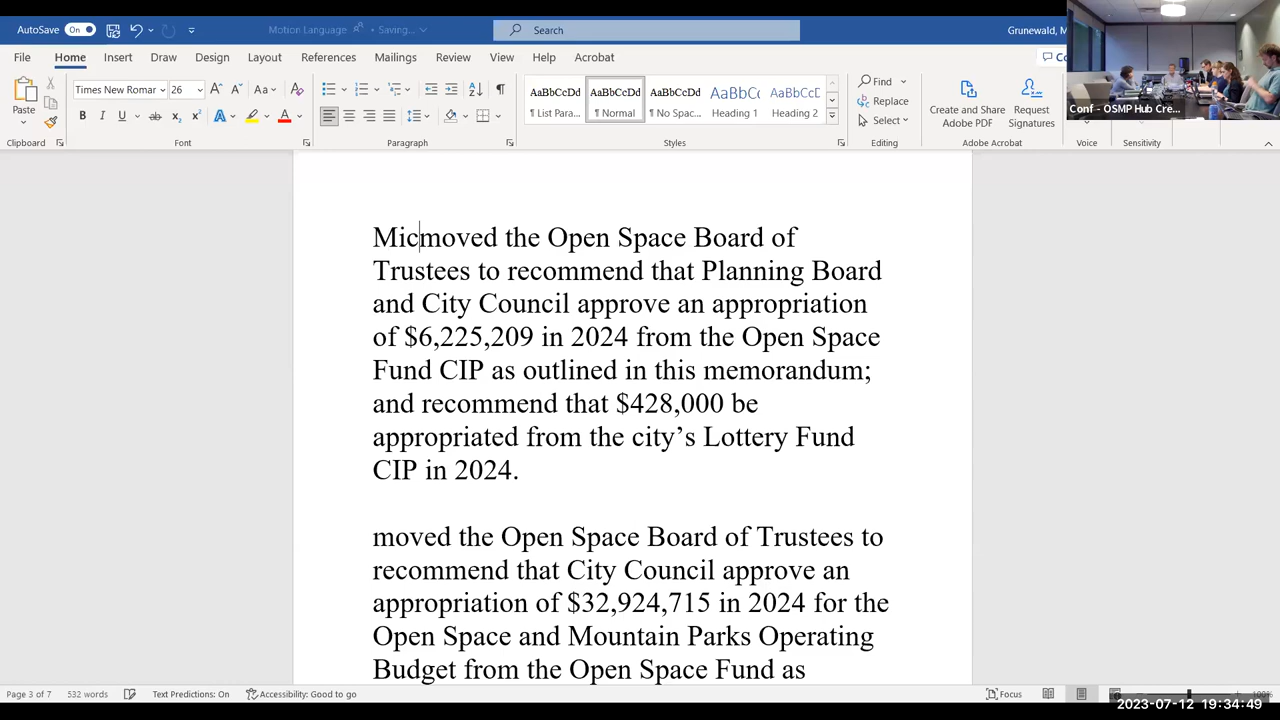 AutoSave On Motion Language Saving... Search Grunewald, M
File Home Insert Draw Design Layout References Mailings Review View Help Acrobat Co
Paste Times New Roman 26 Aa
B I U ab x₂ x² A A
AaBbCcDd AaBbCcDd AaBbCcDd AaBbCc AaBbCcD
¶ List Para... ¶ Normal ¶ No Spac... Heading 1 Heading 2
Find
Replace
Select
Create and Share Adobe PDF
Request Signatures
Conf - OSMP Hub Cre...
Clipboard Font Paragraph Styles Editing Adobe Acrobat Voice Sensitivity
Micmoved the Open Space Board of
Trustees to recommend that Planning Board
and City Council approve an appropriation
of $6,225,209 in 2024 from the Open Space
Fund CIP as outlined in this memorandum;
and recommend that $428,000 be
appropriated from the city’s Lottery Fund
CIP in 2024.
moved the Open Space Board of Trustees to
recommend that City Council approve an
appropriation of $32,924,715 in 2024 for the
Open Space and Mountain Parks Operating
Budget from the Open Space Fund as
Page 3 of 7 532 words Text Predictions: On Accessibility: Good to go Focus 100%
2023-07-12 19:34:49